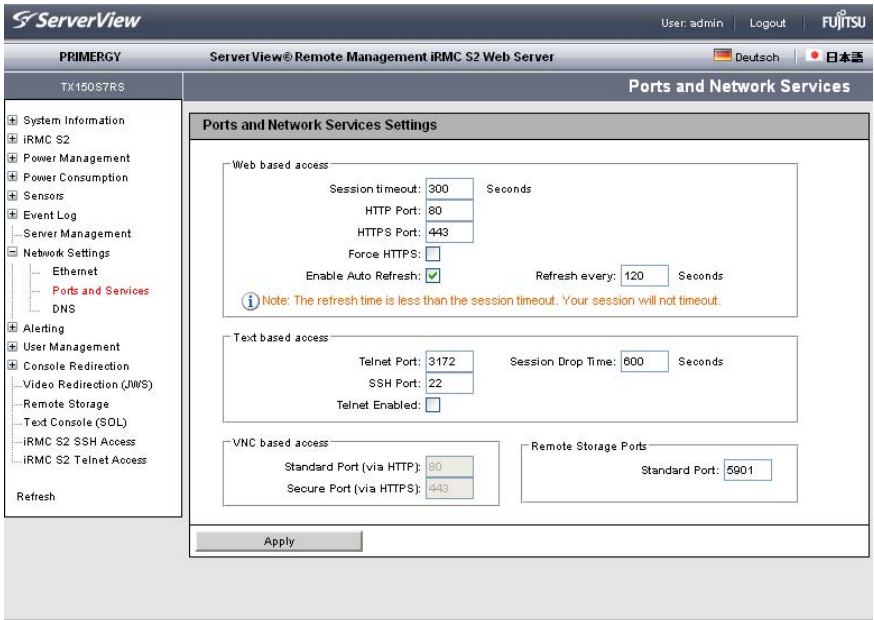 ServerView
User: admin Logout FUJITSU
PRIMERGY ServerView® Remote Management iRMC S2 Web Server Deutsch 日本語
TX150S7RS Ports and Network Services
System Information
iRMC S2
Power Management
Power Consumption
Sensors
Event Log
Server Management
Network Settings
Ethernet
Ports and Services
DNS
Alerting
User Management
Console Redirection
Video Redirection (JWS)
Remote Storage
Text Console (SOL)
iRMC S2 SSH Access
iRMC S2 Telnet Access
Refresh
Ports and Network Services Settings
Web based access
Session timeout: 300 Seconds
HTTP Port: 80
HTTPS Port: 443
Force HTTPS:
Enable Auto Refresh: Refresh every: 120 Seconds
Note: The refresh time is less than the session timeout. Your session will not timeout.
Text based access
Telnet Port: 3172 Session Drop Time: 600 Seconds
SSH Port: 22
Telnet Enabled:
VNC based access
Standard Port (via HTTP): 80
Secure Port (via HTTPS): 443
Remote Storage Ports
Standard Port: 5901
Apply